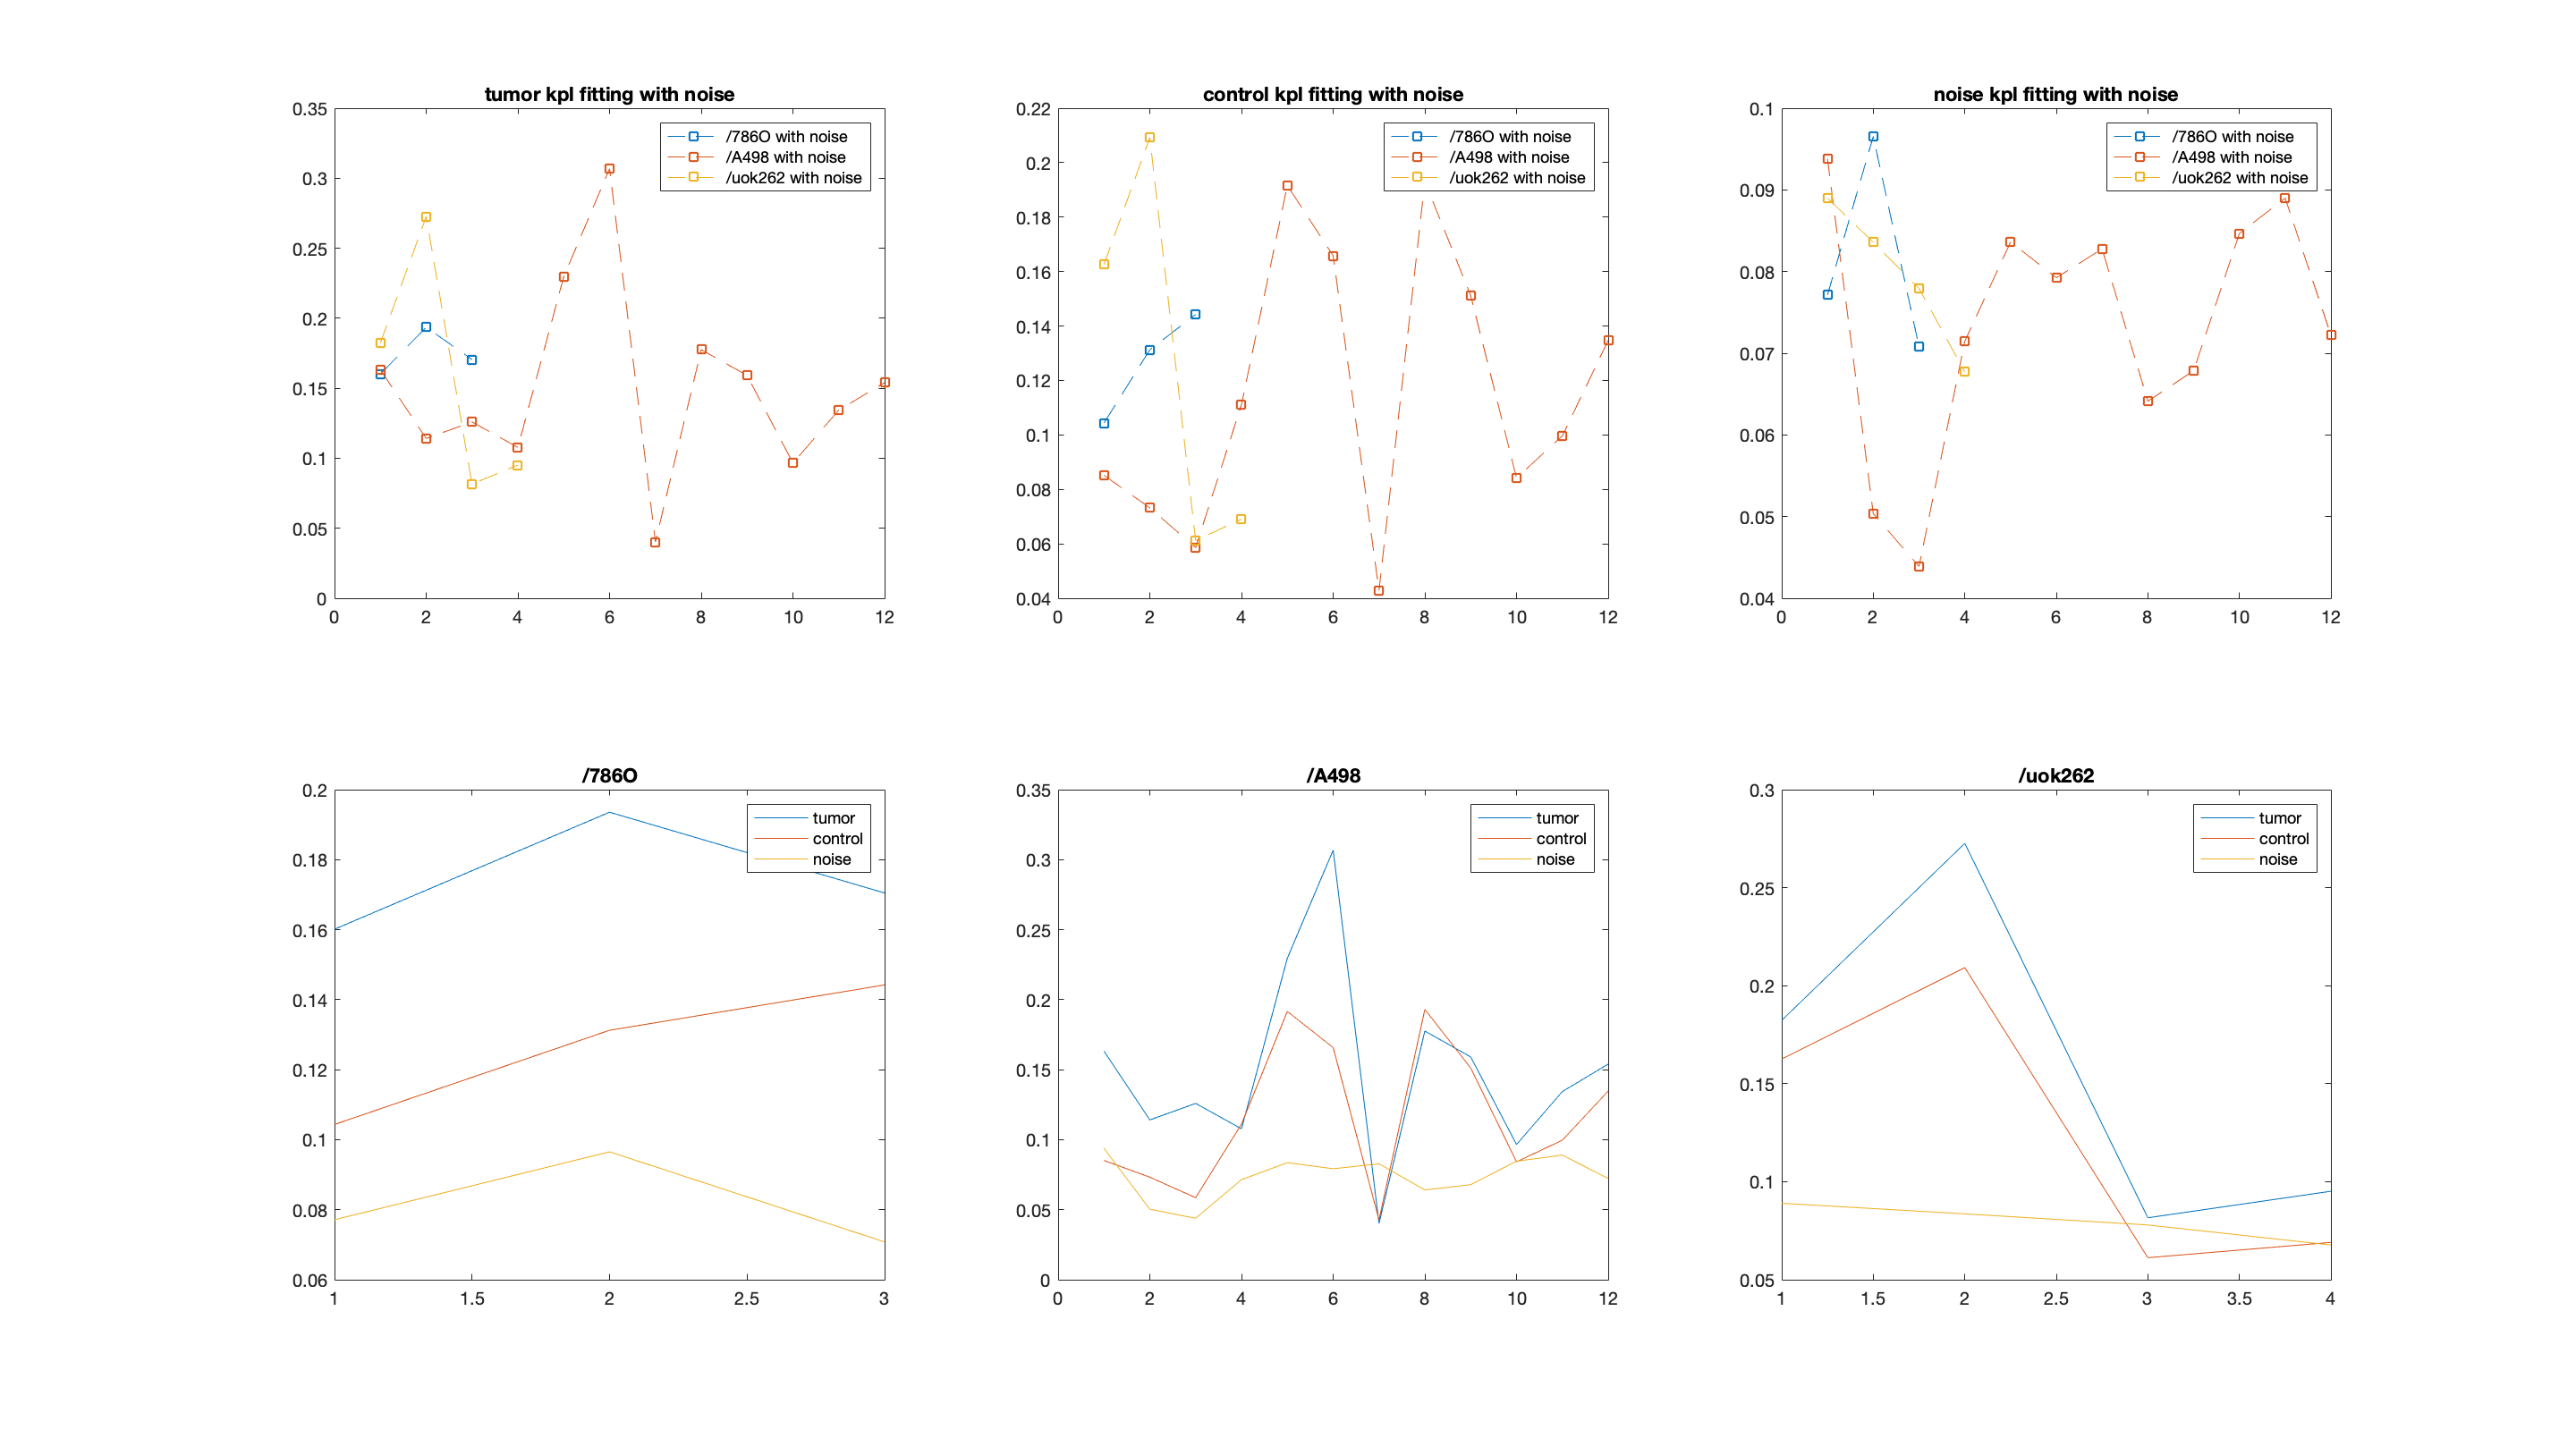 tumor kpl fitting with noise
0.35
0.3
0.25
0.2
0.15
0.1
0.05
0
0 2 4 6 8 10 12
/786O with noise
/A498 with noise
/uok262 with noise
control kpl fitting with noise
0.22
0.2
0.18
0.16
0.14
0.12
0.1
0.08
0.06
0.04
0 2 4 6 8 10 12
/786O with noise
/A498 with noise
/uok262 with noise
noise kpl fitting with noise
0.1
0.09
0.08
0.07
0.06
0.05
0.04
0 2 4 6 8 10 12
/786O with noise
/A498 with noise
/uok262 with noise
/786O
0.2
0.18
0.16
0.14
0.12
0.1
0.08
0.06
1 1.5 2 2.5 3
tumor
control
noise
/A498
0.35
0.3
0.25
0.2
0.15
0.1
0.05
0
0 2 4 6 8 10 12
tumor
control
noise
/uok262
0.3
0.25
0.2
0.15
0.1
0.05
1 1.5 2 2.5 3 3.5 4
tumor
control
noise